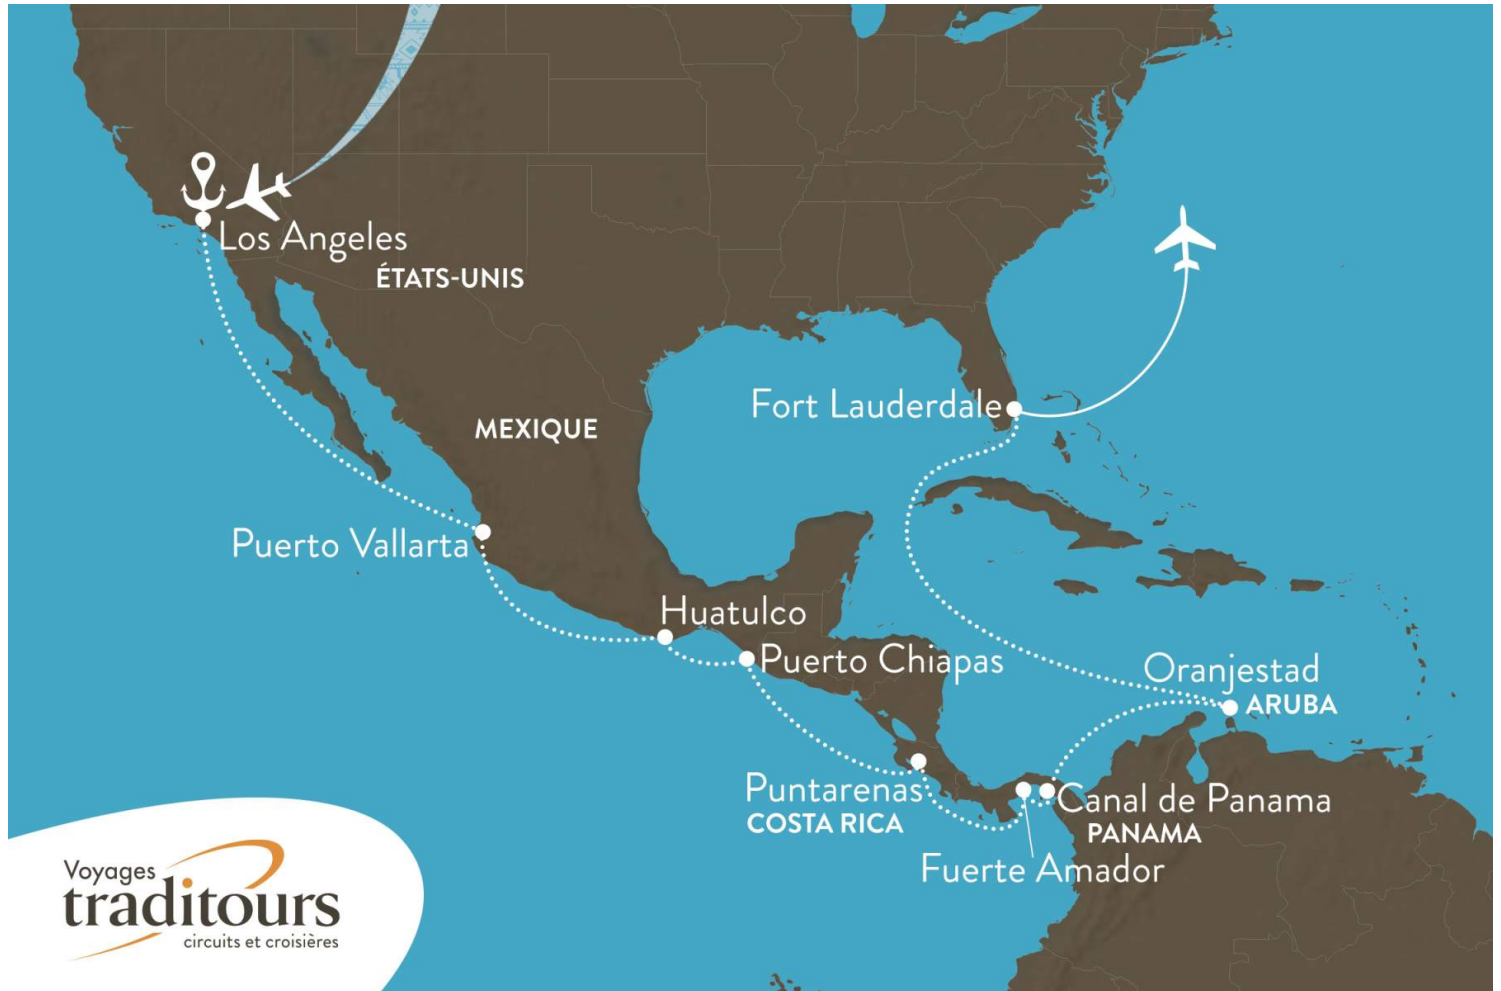 Los Angeles
ÉTATS-UNIS
Fort Lauderdale
MEXIQUE
Puerto Vallarta
Huatulco
Puerto Chiapas
Oranjestad
ARUBA
Puntarenas
COSTA RICA
Canal de Panama
PANAMA
Fuerte Amador
Voyages
traditours
circuits et croisières